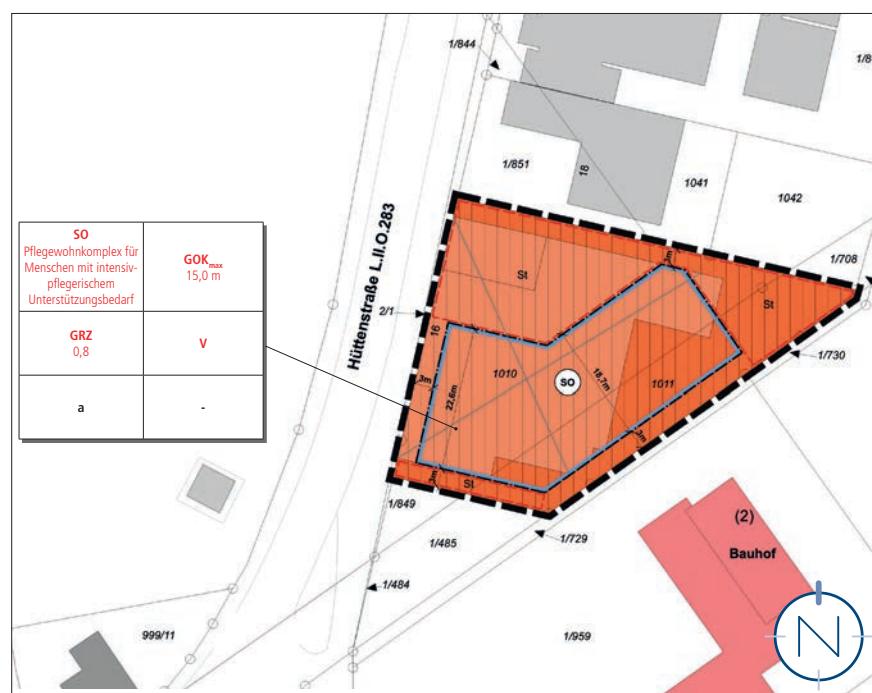 1/844
1/8
18
1/851
1041
1042
SO
Pflegewohnkomplex für
Menschen mit intensiv-
pflegerischem
Unterstützungsbedarf
GOKmax
15,0 m
GRZ
0,8
V
a
-
Hüttenstraße L.II.O.283
3m
1/708
St
St
2/1
16
1/730
1010
SO
18,7m
1011
3m
22,6m
3m
3m
St
1/849
(2)
Bauhof
1/729
1/485
1/484
999/11
1/959
N